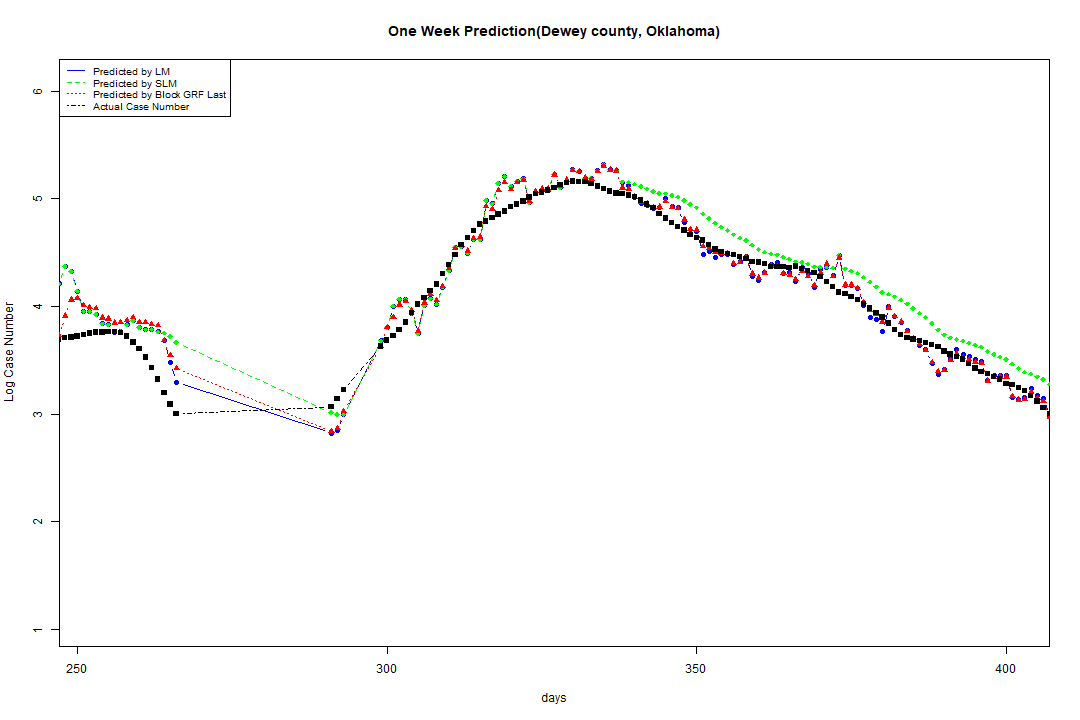 One Week Prediction(Dewey county, Oklahoma)
Predicted by LM
Predicted by SLM
Predicted by Block GRF Last
Actual Case Number
6
5
4
3
2
1
Log Case Number
250 300 350 400
days